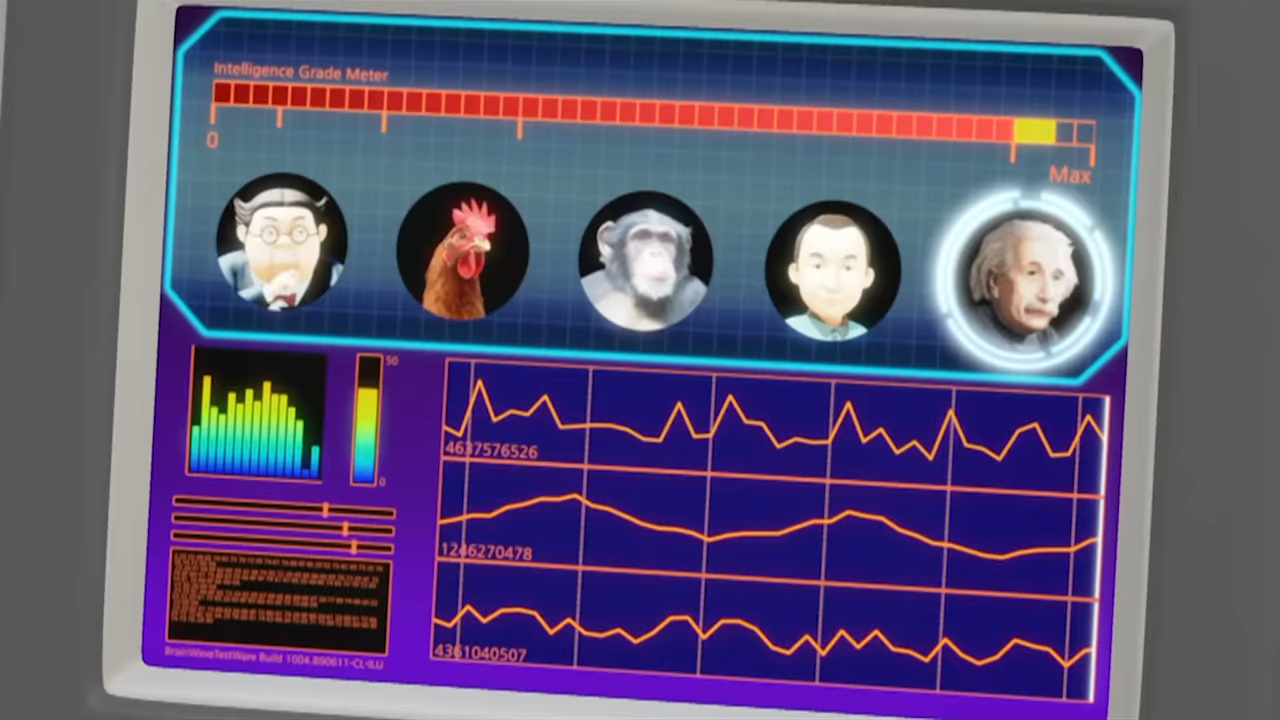 Intelligence Grade Meter
0
Max
50
0
4637576526
1246270478
4361040507
BrainWaveTestWare Build 1004.890611-CL-ILU